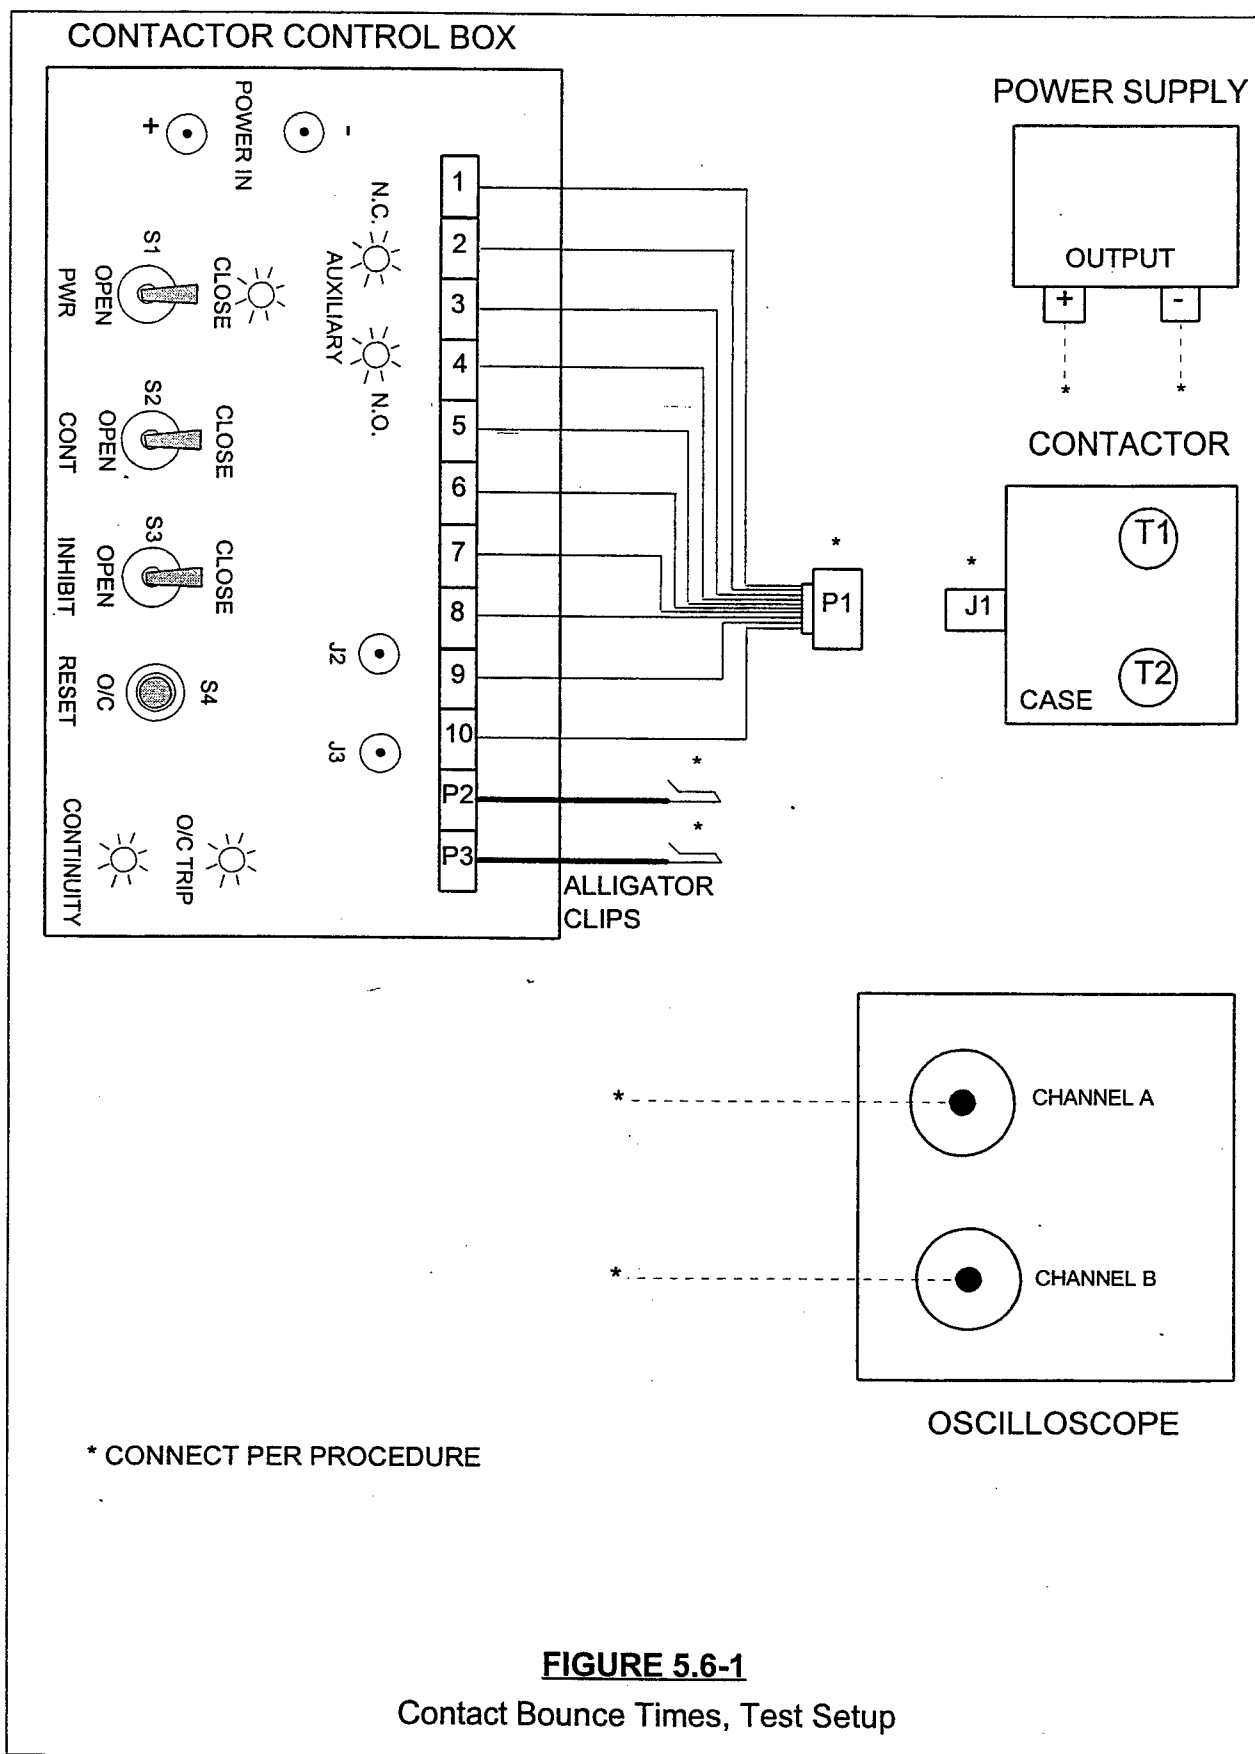 CONTACTOR CONTROL BOX
POWER IN
+
-
S1
OPEN
CLOSE
PWR
N.C.
AUXILIARY
N.O.
S2
OPEN
CLOSE
CONT
S3
OPEN
CLOSE
INHIBIT
S4
O/C
RESET
J2
J3
CONTINUITY
O/C TRIP
1
2
3
4
5
6
7
8
9
10
P2
P3
*
*
ALLIGATOR
CLIPS
*
P1
POWER SUPPLY
OUTPUT
+
-
*
*
CONTACTOR
T1
*
J1
T2
CASE
*
CHANNEL A
*
CHANNEL B
OSCILLOSCOPE
* CONNECT PER PROCEDURE
FIGURE 5.6-1
Contact Bounce Times, Test Setup